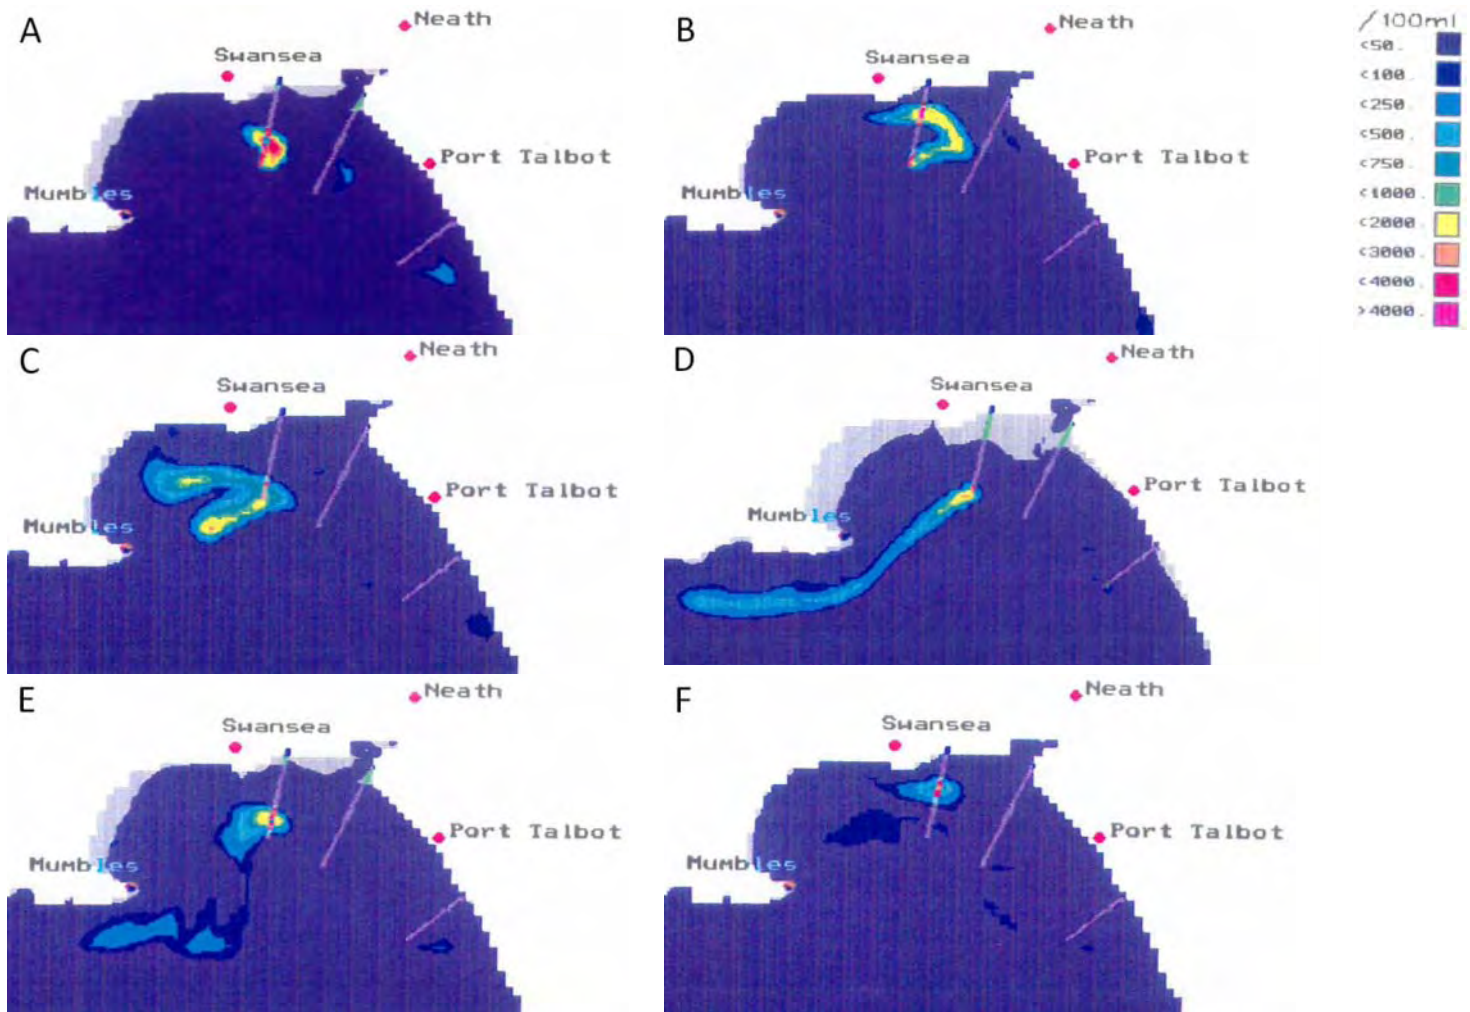 A
Neath
Swansea
Port Talbot
Mumbles
B
Neath
Swansea
Port Talbot
Mumbles
/100ml
<50.
<100.
<250.
<500.
<750.
<1000.
<2000.
<3000.
<4000.
>4000.
C
Neath
Swansea
Port Talbot
Mumbles
D
Neath
Swansea
Port Talbot
Mumbles
E
Neath
Swansea
Port Talbot
Mumbles
F
Neath
Swansea
Port Talbot
Mumbles